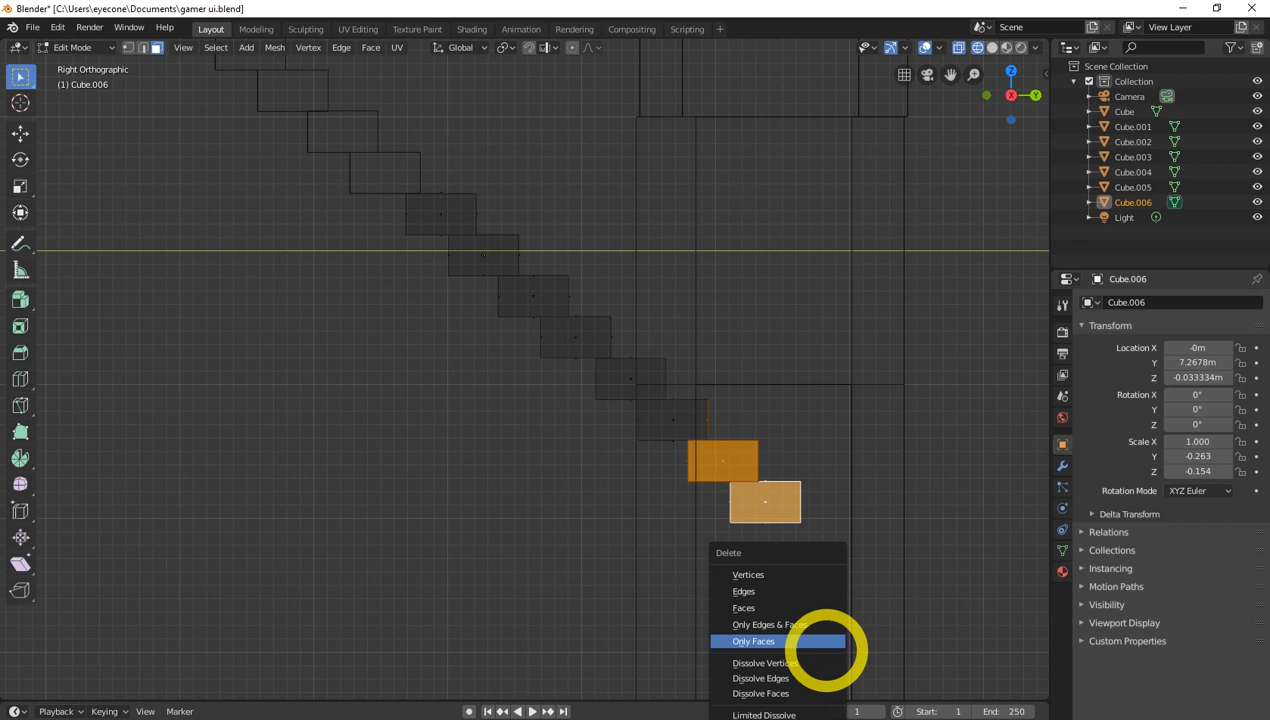 Blender* [C:\Users\eyecone\Documents\gamer ui.blend]
File Edit Render Window Help Layout Modeling Sculpting UV Editing Texture Paint Shading Animation Rendering Compositing Scripting + Scene View Layer
Edit Mode View Select Add Mesh Vertex Edge Face UV Global
Right Orthographic
(1) Cube.006
Z
X
Y
Scene Collection
Collection
Camera
Cube
Cube.001
Cube.002
Cube.003
Cube.004
Cube.005
Cube.006
Light
Cube.006
Cube.006
Transform
Location X -0m
Y 7.2678m
Z -0.033334m
Rotation X 0°
Y 0°
Z 0°
Scale X 1.000
Y -0.263
Z -0.154
Rotation Mode XYZ Euler
Delta Transform
Relations
Collections
Instancing
Motion Paths
Visibility
Viewport Display
Custom Properties
Delete
Vertices
Edges
Faces
Only Edges & Faces
Only Faces
Dissolve Vertices
Dissolve Edges
Dissolve Faces
Limited Dissolve
Playback Keying View Marker 1 Start: 1 End: 250